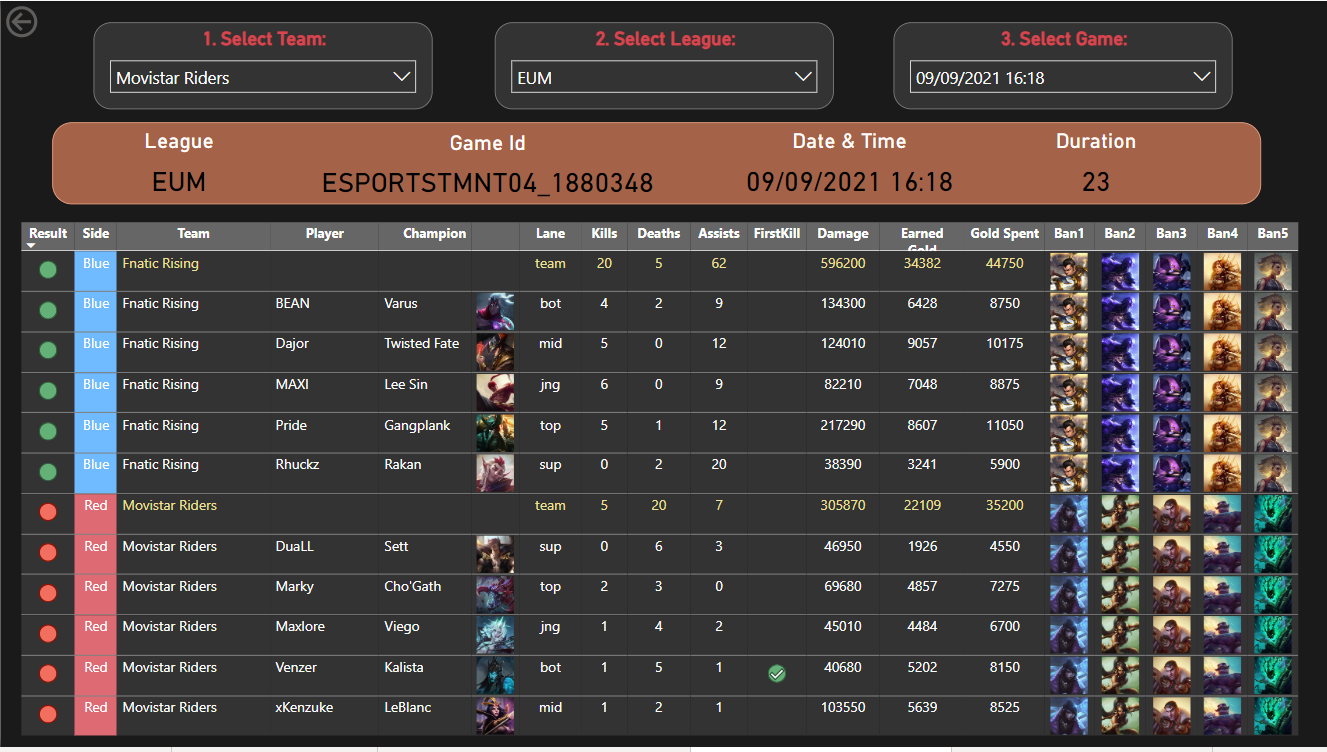 1. Select Team:
2. Select League:
3. Select Game:
Movistar Riders
EUM
09/09/2021 16:18
League
Game Id
Date & Time
Duration
EUM
ESPORTSTMNT04_1880348
09/09/2021 16:18
23
Result Side Team Player Champion Lane Kills Deaths Assists FirstKill Damage Earned Gold Gold Spent Ban1 Ban2 Ban3 Ban4 Ban5
Blue Fnatic Rising team 20 5 62 596200 34382 44750
Blue Fnatic Rising BEAN Varus bot 4 2 9 134300 6428 8750
Blue Fnatic Rising Dajor Twisted Fate mid 5 0 12 124010 9057 10175
Blue Fnatic Rising MAXI Lee Sin jng 6 0 9 82210 7048 8875
Blue Fnatic Rising Pride Gangplank top 5 1 12 217290 8607 11050
Blue Fnatic Rising Rhuckz Rakan sup 0 2 20 38390 3241 5900
Red Movistar Riders team 5 20 7 305870 22109 35200
Red Movistar Riders DuaLL Sett sup 0 6 3 46950 1926 4550
Red Movistar Riders Marky Cho'Gath top 2 3 0 69680 4857 7275
Red Movistar Riders Maxlore Viego jng 1 4 2 45010 4484 6700
Red Movistar Riders Venzer Kalista bot 1 5 1 40680 5202 8150
Red Movistar Riders xKenzuke LeBlanc mid 1 2 1 103550 5639 8525